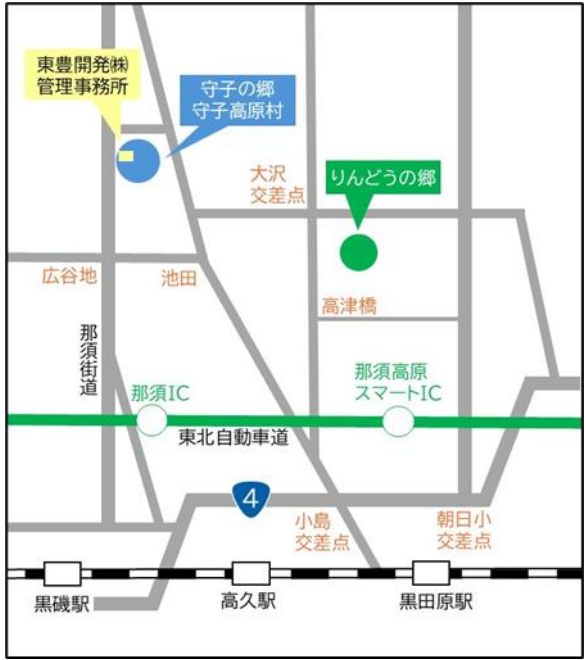 東豊開発㈱
管理事務所
守子の郷
守子高原村
大沢
交差点
りんどうの郷
広谷地
池田
高津橋
那須街道
那須IC
那須高原
スマートIC
東北自動車道
4
小島
交差点
朝日小
交差点
黒磯駅
高久駅
黒田原駅